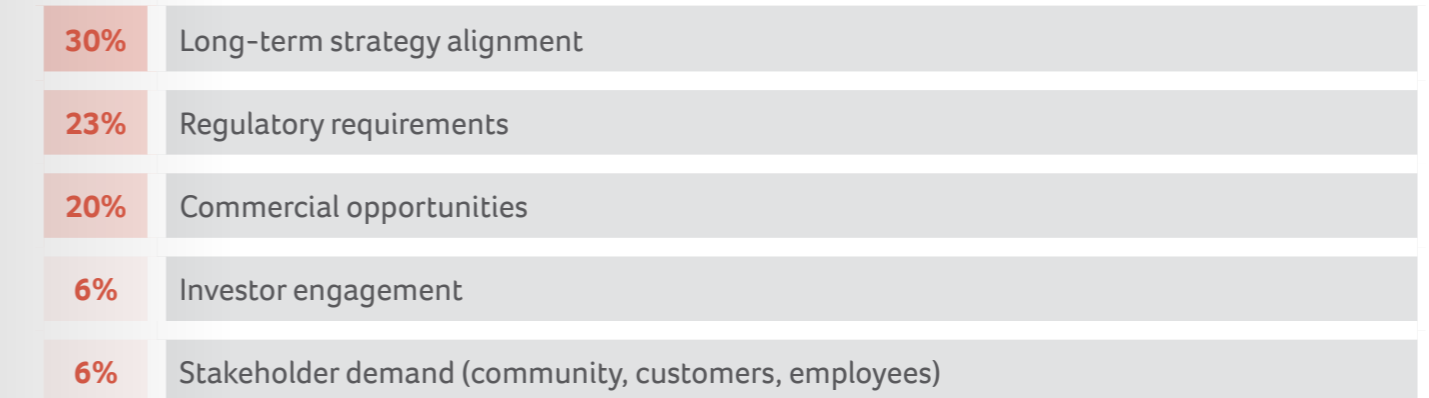 30% Long-term strategy alignment
23% Regulatory requirements
20% Commercial opportunities
6% Investor engagement
6% Stakeholder demand (community, customers, employees)